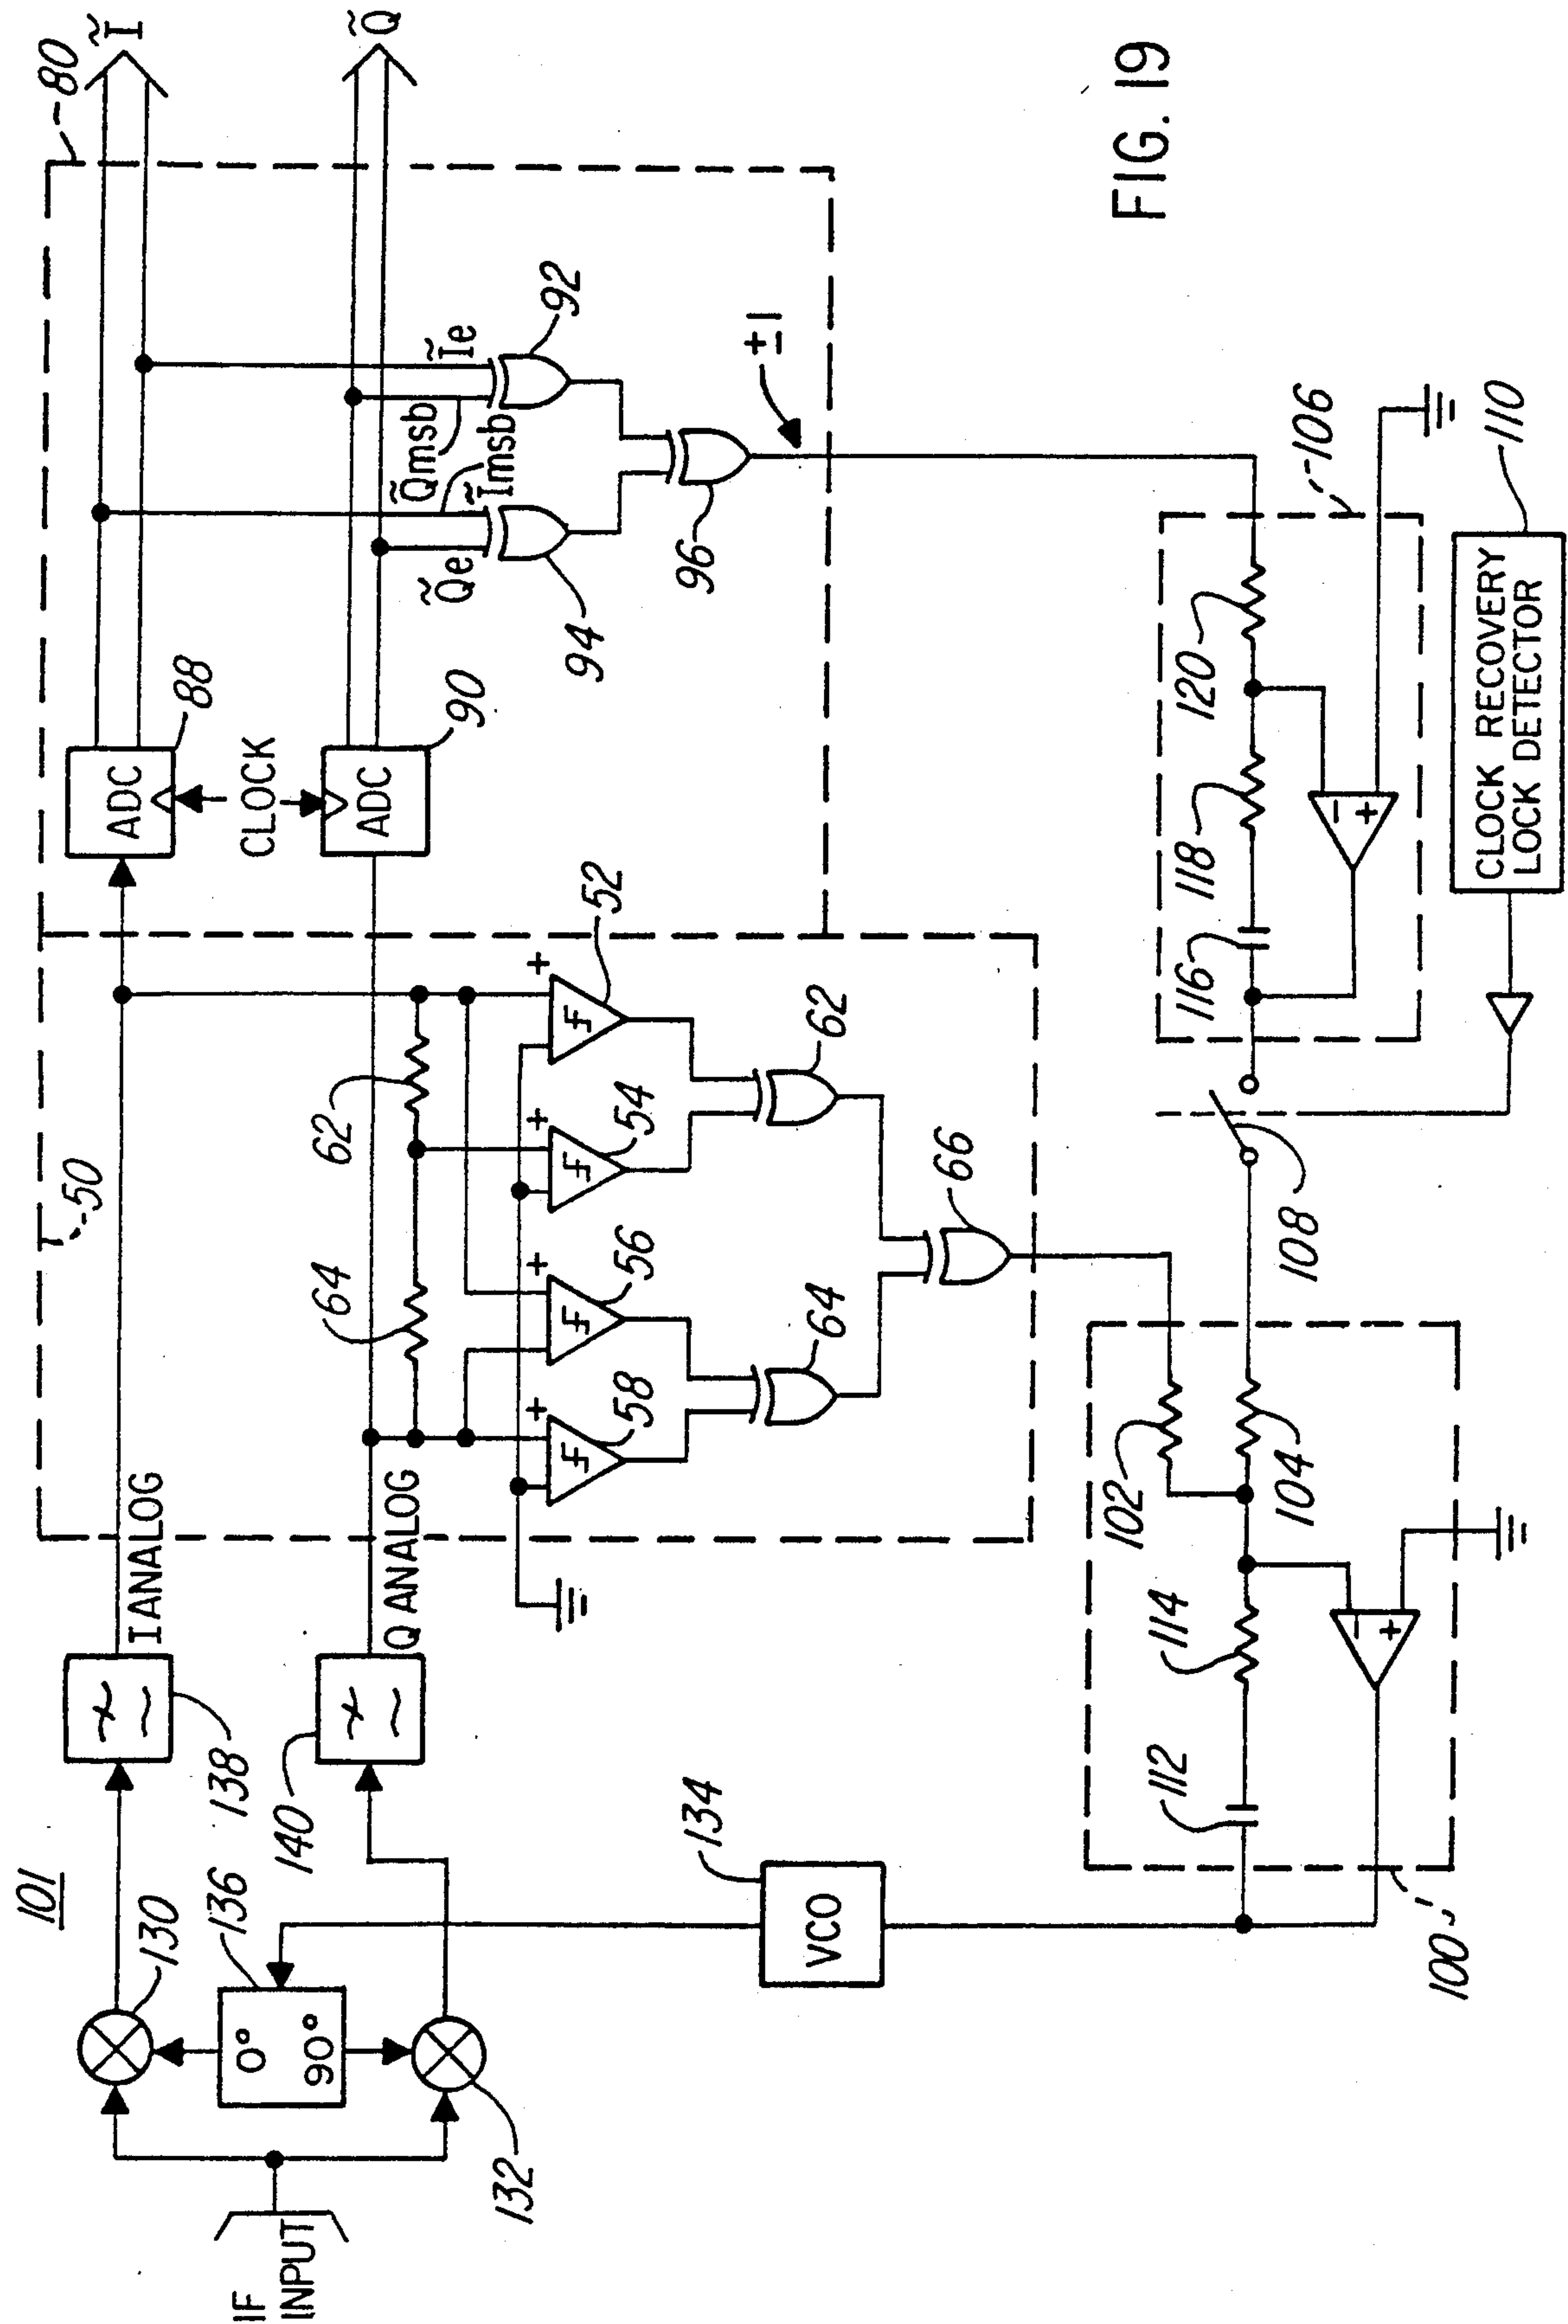 101
IF
INPUT
130
136
0°
90°
132
138
140
I ANALOG
Q ANALOG
134
VCO
50
62
64
+
52
+
54
+
56
+
58
62
64
66
80
ADC
88
CLOCK
ADC
90
Ĩ
Q̃
Ĩe
Q̃msb
Ĩmsb
Q̃e
92
94
96
±1
100'
102
104
112
114
-
+
106
108
116
118
120
-
+
110
CLOCK RECOVERY
LOCK DETECTOR
FIG. 19